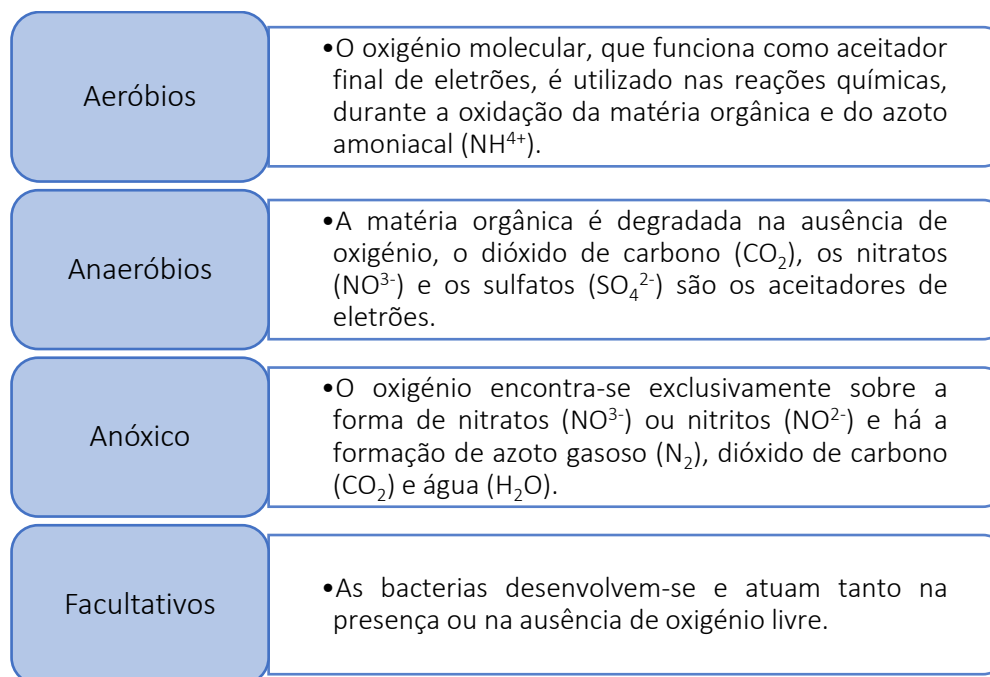 Aeróbios
•O oxigénio molecular, que funciona como aceitador
final de eletrões, é utilizado nas reações químicas,
durante a oxidação da matéria orgânica e do azoto
amoniacal (NH⁴⁺).
Anaeróbios
•A matéria orgânica é degradada na ausência de
oxigénio, o dióxido de carbono (CO₂), os nitratos
(NO³⁻) e os sulfatos (SO₄²⁻) são os aceitadores de
eletrões.
Anóxico
•O oxigénio encontra-se exclusivamente sobre a
forma de nitratos (NO³⁻) ou nitritos (NO²⁻) e há a
formação de azoto gasoso (N₂), dióxido de carbono
(CO₂) e água (H₂O).
Facultativos
•As bacterias desenvolvem-se e atuam tanto na
presença ou na ausência de oxigénio livre.